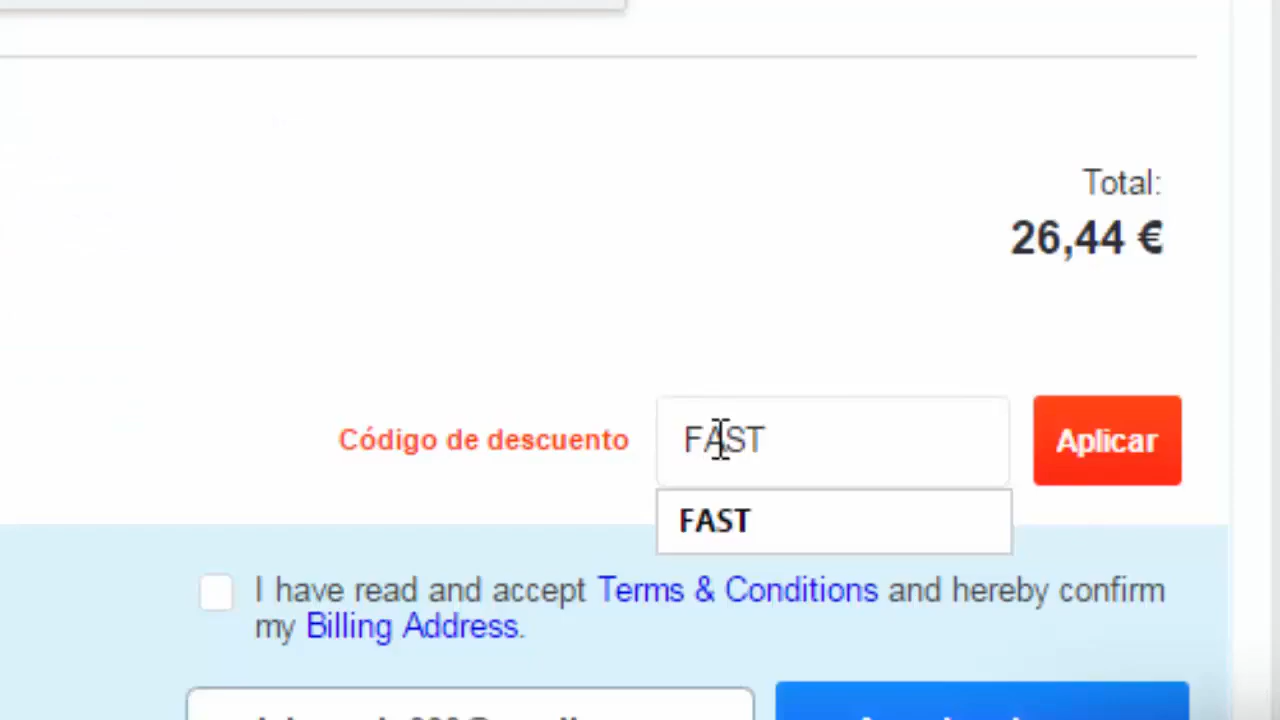 Total:
26,44 €
Código de descuento
FAST
Aplicar
FAST
I have read and accept Terms & Conditions and hereby confirm
my Billing Address.